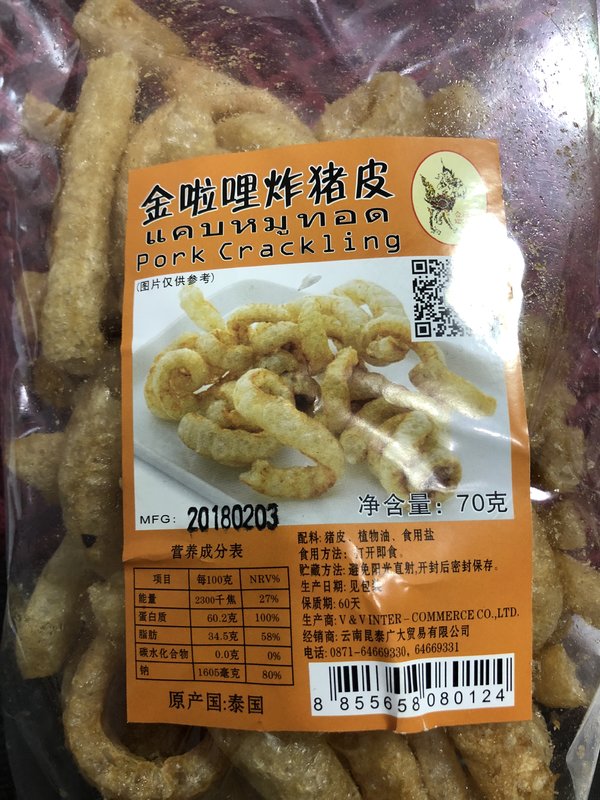 金啦哩炸猪皮
แคบหมูทอด
Pork Crackling
(图片仅供参考)
净含量：70克
MFG： 20180203
营养成分表
项目 每100克 NRV%
能量 2300千焦 27%
蛋白质 60.2克 100%
脂肪 34.5克 58%
碳水化合物 0.0克 0%
钠 1605毫克 80%
原产国:泰国
配料: 猪皮、植物油、食用盐
食用方法: 打开即食。
贮藏方法: 避免阳光直射,开封后密封保存。
生产日期: 见包装
保质期: 60天
生产商: V & V INTER-COMMERCE CO., LTD.
经销商: 云南昆泰广大贸易有限公司
电话: 0871-64669330, 64669331
8 855658 080124